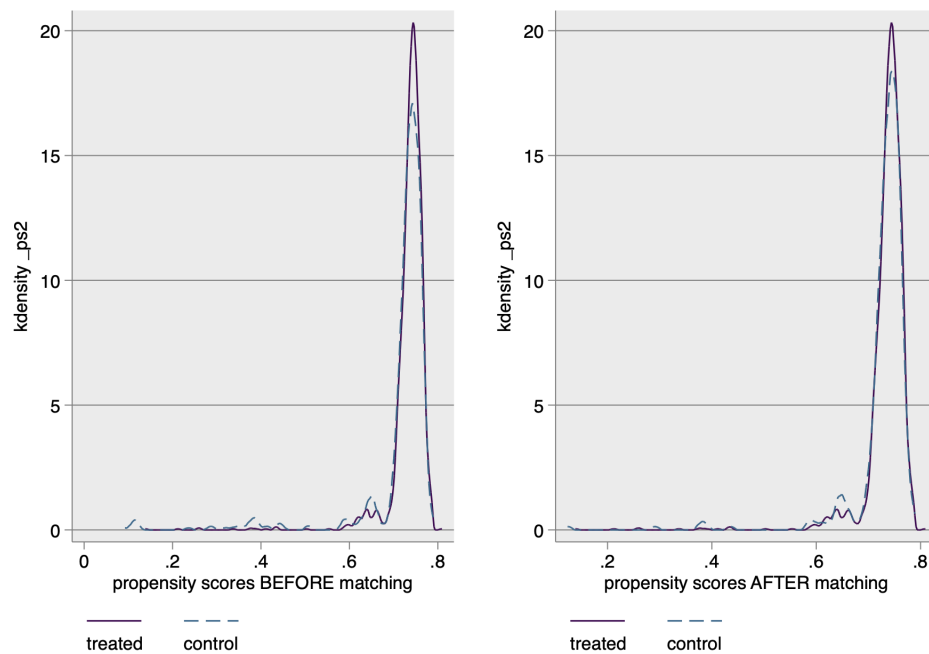 kdensity _ps2
20
15
10
5
0
0 .2 .4 .6 .8
propensity scores BEFORE matching
treated control
kdensity _ps2
20
15
10
5
0
.2 .4 .6 .8
propensity scores AFTER matching
treated control